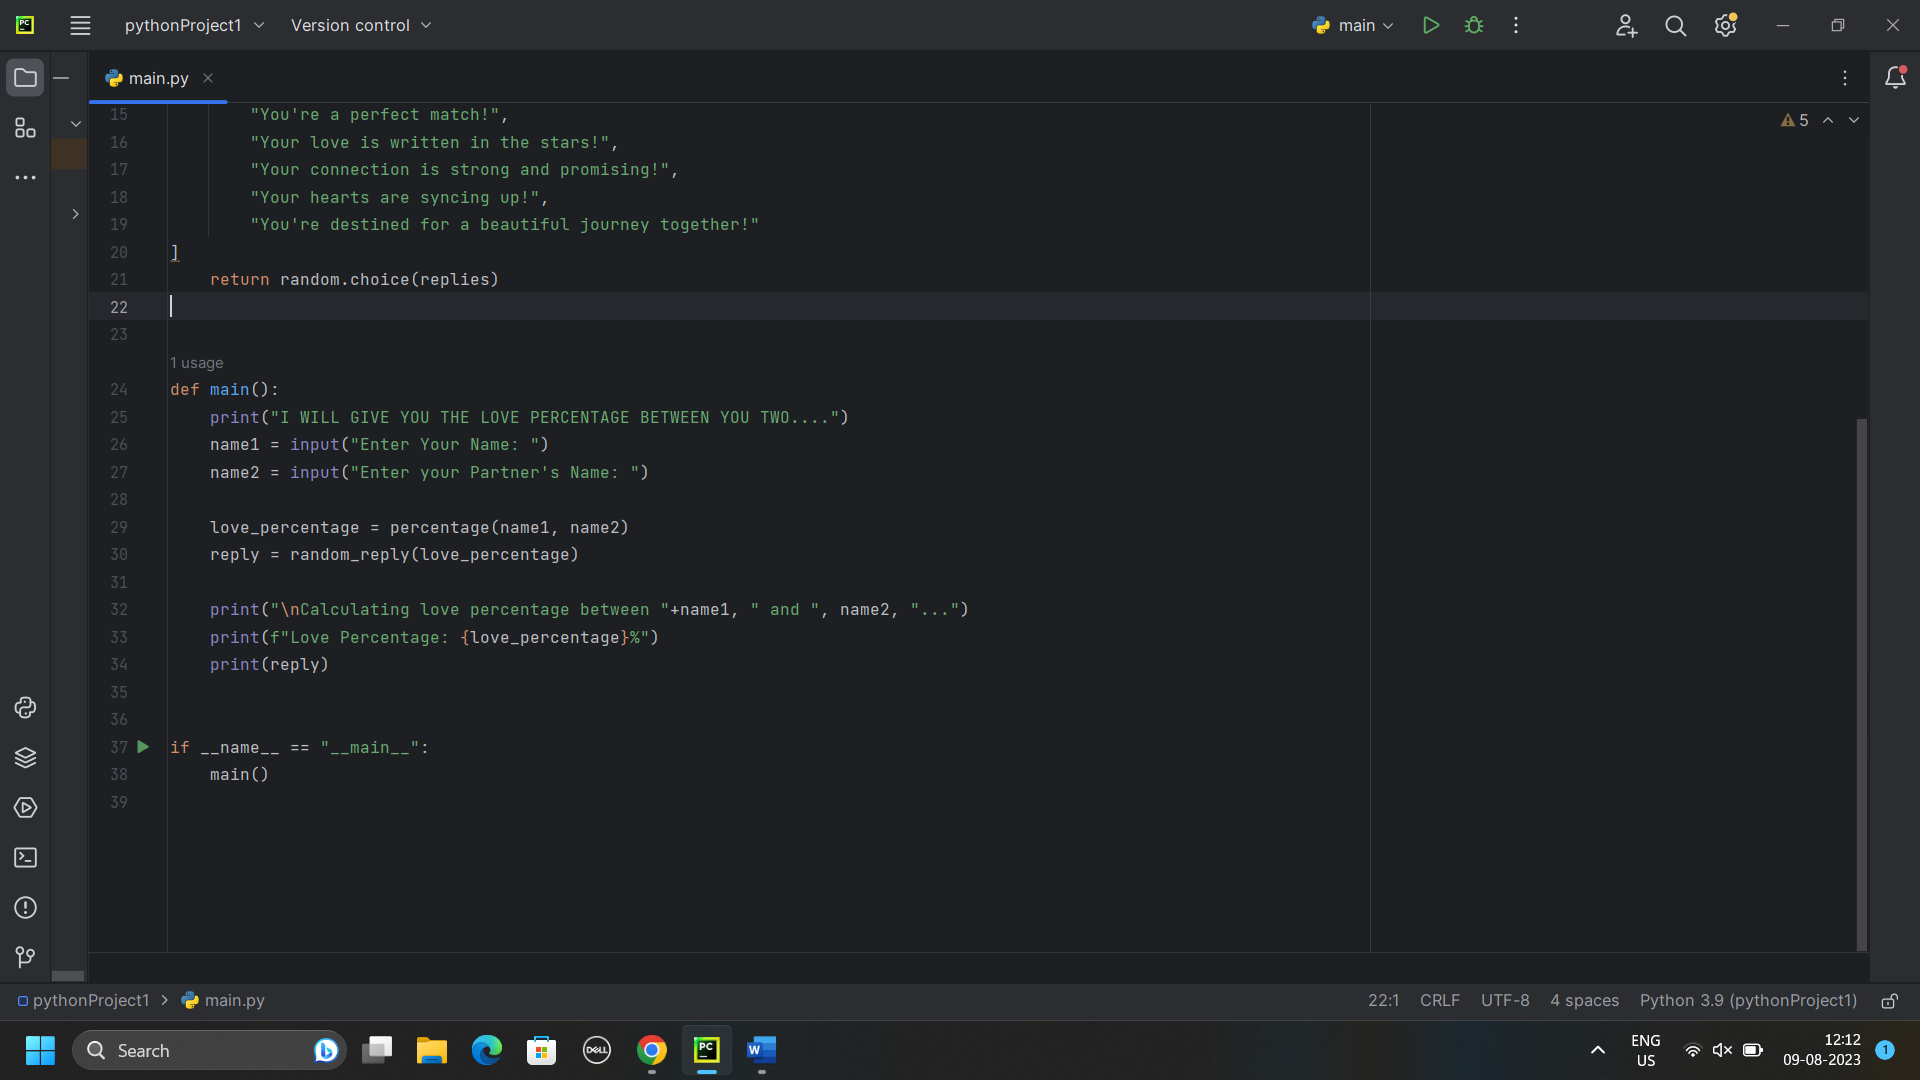 PC
pythonProject1
Version control
main
main.py
5
15 "You're a perfect match!",
16 "Your love is written in the stars!",
17 "Your connection is strong and promising!",
18 "Your hearts are syncing up!",
19 "You're destined for a beautiful journey together!"
20 ]
21 return random.choice(replies)
22
23
1 usage
24 def main():
25 print("I WILL GIVE YOU THE LOVE PERCENTAGE BETWEEN YOU TWO....")
26 name1 = input("Enter Your Name: ")
27 name2 = input("Enter your Partner's Name: ")
28
29 love_percentage = percentage(name1, name2)
30 reply = random_reply(love_percentage)
31
32 print("\nCalculating love percentage between "+name1, " and ", name2, "...")
33 print(f"Love Percentage: {love_percentage}%")
34 print(reply)
35
36
37 if __name__ == "__main__":
38 main()
39
pythonProject1 > main.py
22:1 CRLF UTF-8 4 spaces Python 3.9 (pythonProject1)
Search
DELL
PC
W
ENG
US
12:12
09-08-2023
1